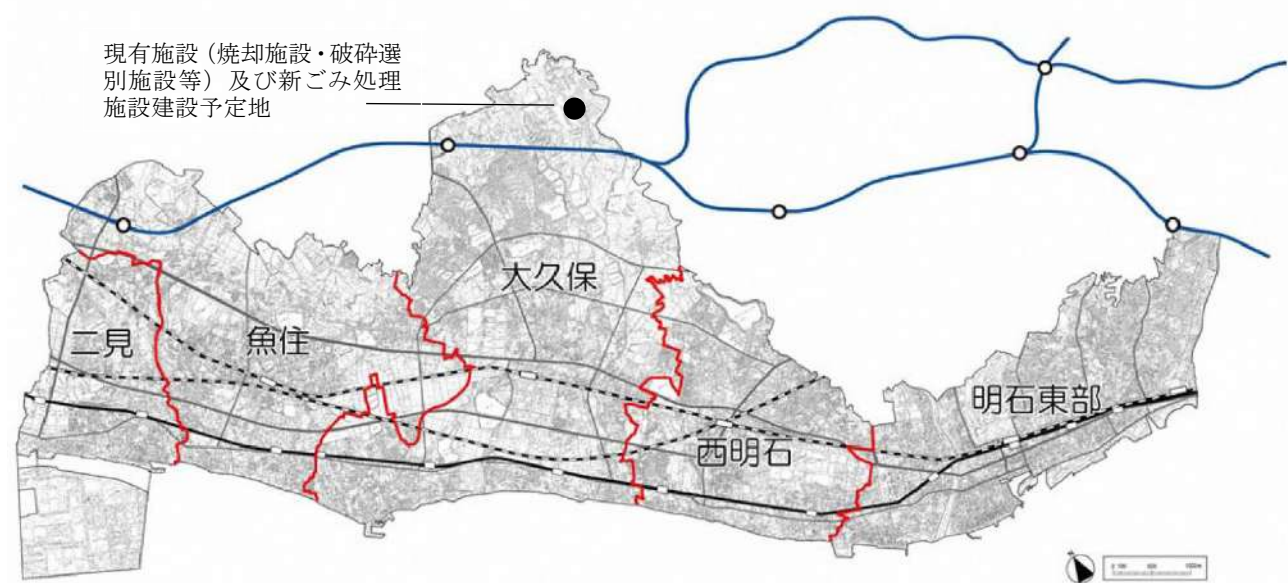 現有施設（焼却施設・破砕選
別施設等）及び新ごみ処理
施設建設予定地
大久保
二見
魚住
明石東部
西明石